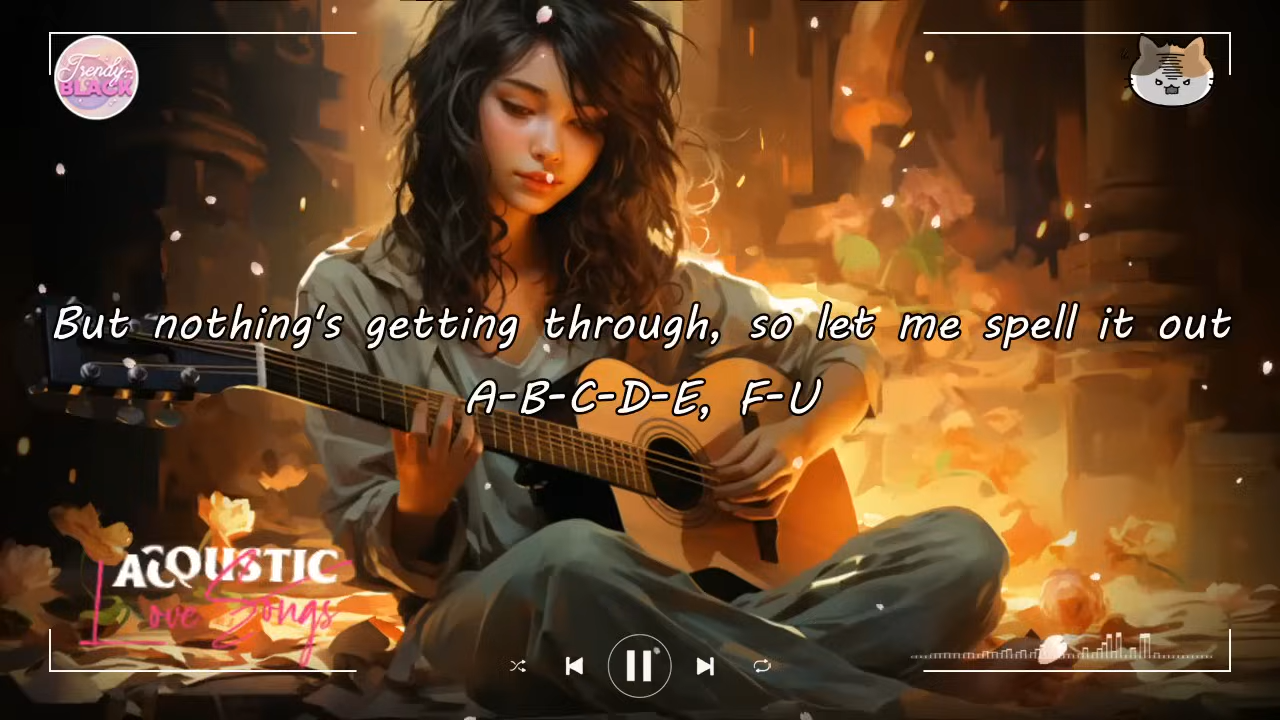 Trendy
BLACK
But nothing's getting through, so let me spell it out
A-B-C-D-E, F-U
ACOUSTIC
Love Songs